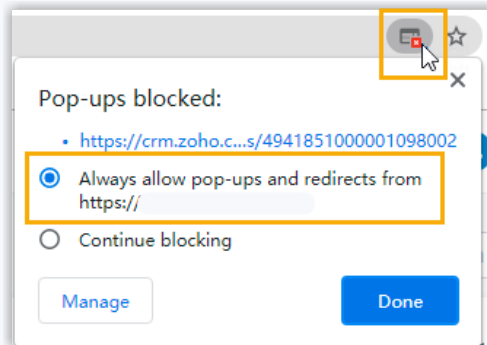 Pop-ups blocked:
• https://crm.zoho.c...s/4941851000001098002
Always allow pop-ups and redirects from
https://
Continue blocking
Manage
Done